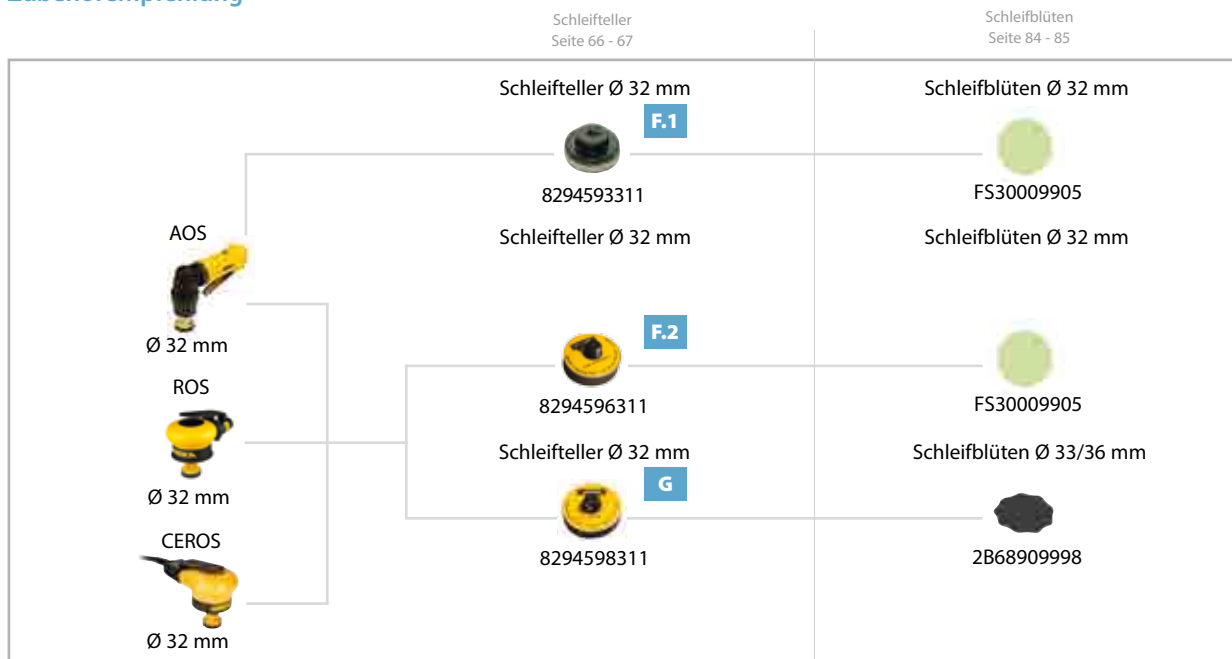 Zubehörempfehlung
Schleifteller
Seite 66 - 67
Schleifblüten
Seite 84 - 85
Schleifteller Ø 32 mm
Schleifblüten Ø 32 mm
F.1
8294593311
FS30009905
AOS
Schleifteller Ø 32 mm
Schleifblüten Ø 32 mm
Ø 32 mm
F.2
8294596311
FS30009905
ROS
Ø 32 mm
Schleifteller Ø 32 mm
Schleifblüten Ø 33/36 mm
G
8294598311
2B68909998
CEROS
Ø 32 mm